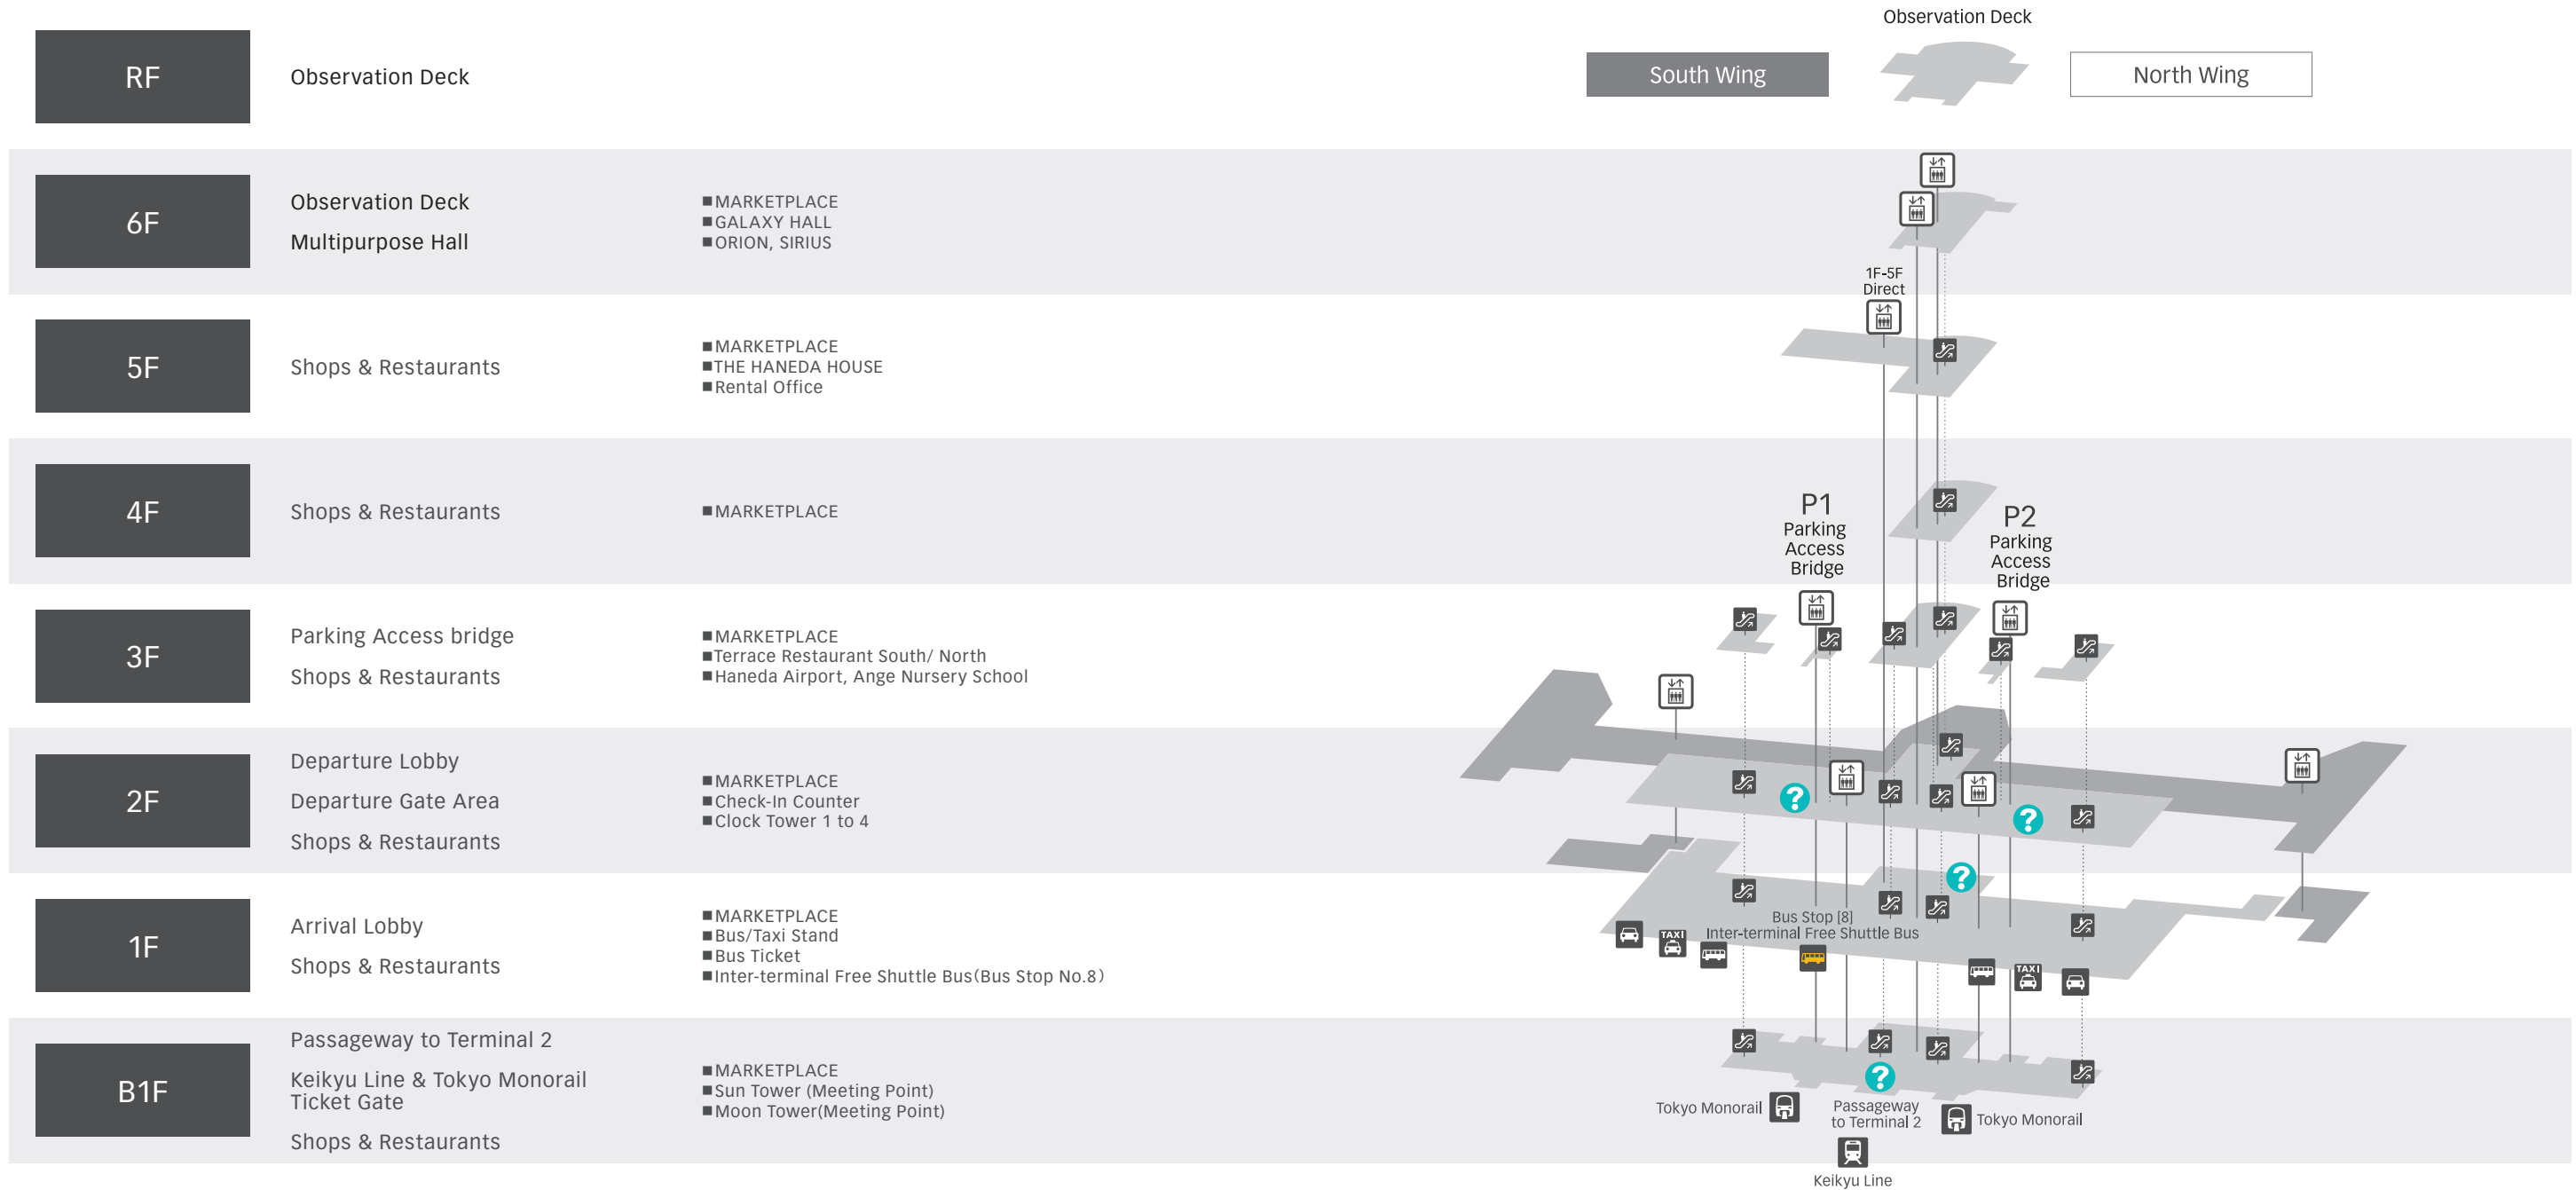 Observation Deck
RF
Observation Deck
South Wing
North Wing
6F
Observation Deck
Multipurpose Hall
■MARKETPLACE
■GALAXY HALL
■ORION, SIRIUS
1F-5F
Direct
5F
Shops & Restaurants
■MARKETPLACE
■THE HANEDA HOUSE
■Rental Office
4F
Shops & Restaurants
■MARKETPLACE
P1
Parking
Access
Bridge
P2
Parking
Access
Bridge
3F
Parking Access bridge
Shops & Restaurants
■MARKETPLACE
■Terrace Restaurant South/ North
■Haneda Airport, Ange Nursery School
2F
Departure Lobby
Departure Gate Area
Shops & Restaurants
■MARKETPLACE
■Check-In Counter
■Clock Tower 1 to 4
?
?
?
1F
Arrival Lobby
Shops & Restaurants
■MARKETPLACE
■Bus/Taxi Stand
■Bus Ticket
■Inter-terminal Free Shuttle Bus(Bus Stop No.8)
Bus Stop [8]
Inter-terminal Free Shuttle Bus
TAXI
TAXI
B1F
Passageway to Terminal 2
Keikyu Line & Tokyo Monorail
Ticket Gate
Shops & Restaurants
■MARKETPLACE
■Sun Tower (Meeting Point)
■Moon Tower(Meeting Point)
?
Tokyo Monorail
Passageway
to Terminal 2
Tokyo Monorail
Keikyu Line